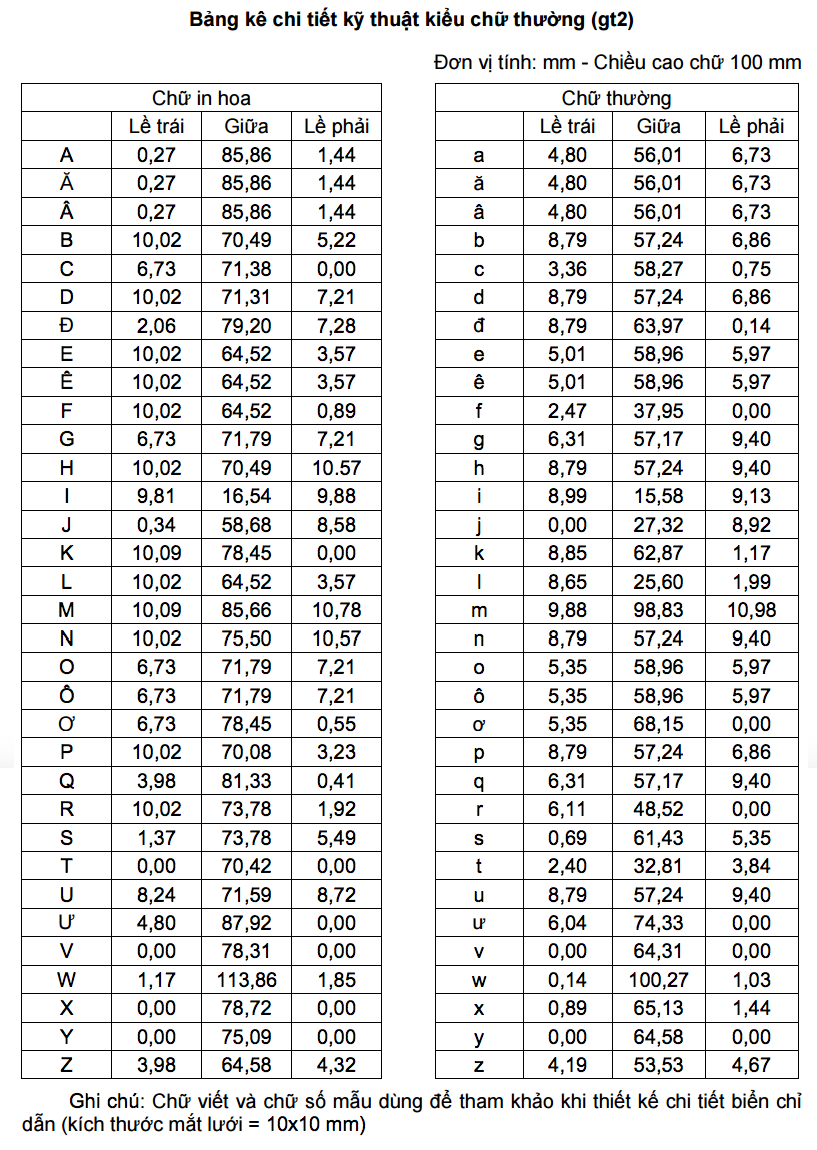 Bảng kê chi tiết kỹ thuật kiểu chữ thường (gt2)
Đơn vị tính: mm - Chiều cao chữ 100 mm
Chữ in hoa
Lề trái Giữa Lề phải
A 0,27 85,86 1,44
Ă 0,27 85,86 1,44
Â 0,27 85,86 1,44
B 10,02 70,49 5,22
C 6,73 71,38 0,00
D 10,02 71,31 7,21
Đ 2,06 79,20 7,28
E 10,02 64,52 3,57
Ê 10,02 64,52 3,57
F 10,02 64,52 0,89
G 6,73 71,79 7,21
H 10,02 70,49 10.57
I 9,81 16,54 9,88
J 0,34 58,68 8,58
K 10,09 78,45 0,00
L 10,02 64,52 3,57
M 10,09 85,66 10,78
N 10,02 75,50 10,57
O 6,73 71,79 7,21
Ô 6,73 71,79 7,21
Ơ 6,73 78,45 0,55
P 10,02 70,08 3,23
Q 3,98 81,33 0,41
R 10,02 73,78 1,92
S 1,37 73,78 5,49
T 0,00 70,42 0,00
U 8,24 71,59 8,72
Ư 4,80 87,92 0,00
V 0,00 78,31 0,00
W 1,17 113,86 1,85
X 0,00 78,72 0,00
Y 0,00 75,09 0,00
Z 3,98 64,58 4,32
Chữ thường
Lề trái Giữa Lề phải
a 4,80 56,01 6,73
ă 4,80 56,01 6,73
â 4,80 56,01 6,73
b 8,79 57,24 6,86
c 3,36 58,27 0,75
d 8,79 57,24 6,86
đ 8,79 63,97 0,14
e 5,01 58,96 5,97
ê 5,01 58,96 5,97
f 2,47 37,95 0,00
g 6,31 57,17 9,40
h 8,79 57,24 9,40
i 8,99 15,58 9,13
j 0,00 27,32 8,92
k 8,85 62,87 1,17
l 8,65 25,60 1,99
m 9,88 98,83 10,98
n 8,79 57,24 9,40
o 5,35 58,96 5,97
ô 5,35 58,96 5,97
ơ 5,35 68,15 0,00
p 8,79 57,24 6,86
q 6,31 57,17 9,40
r 6,11 48,52 0,00
s 0,69 61,43 5,35
t 2,40 32,81 3,84
u 8,79 57,24 9,40
ư 6,04 74,33 0,00
v 0,00 64,31 0,00
w 0,14 100,27 1,03
x 0,89 65,13 1,44
y 0,00 64,58 0,00
z 4,19 53,53 4,67
Ghi chú: Chữ viết và chữ số mẫu dùng để tham khảo khi thiết kế chi tiết biển chỉ
dẫn (kích thước mắt lưới = 10x10 mm)